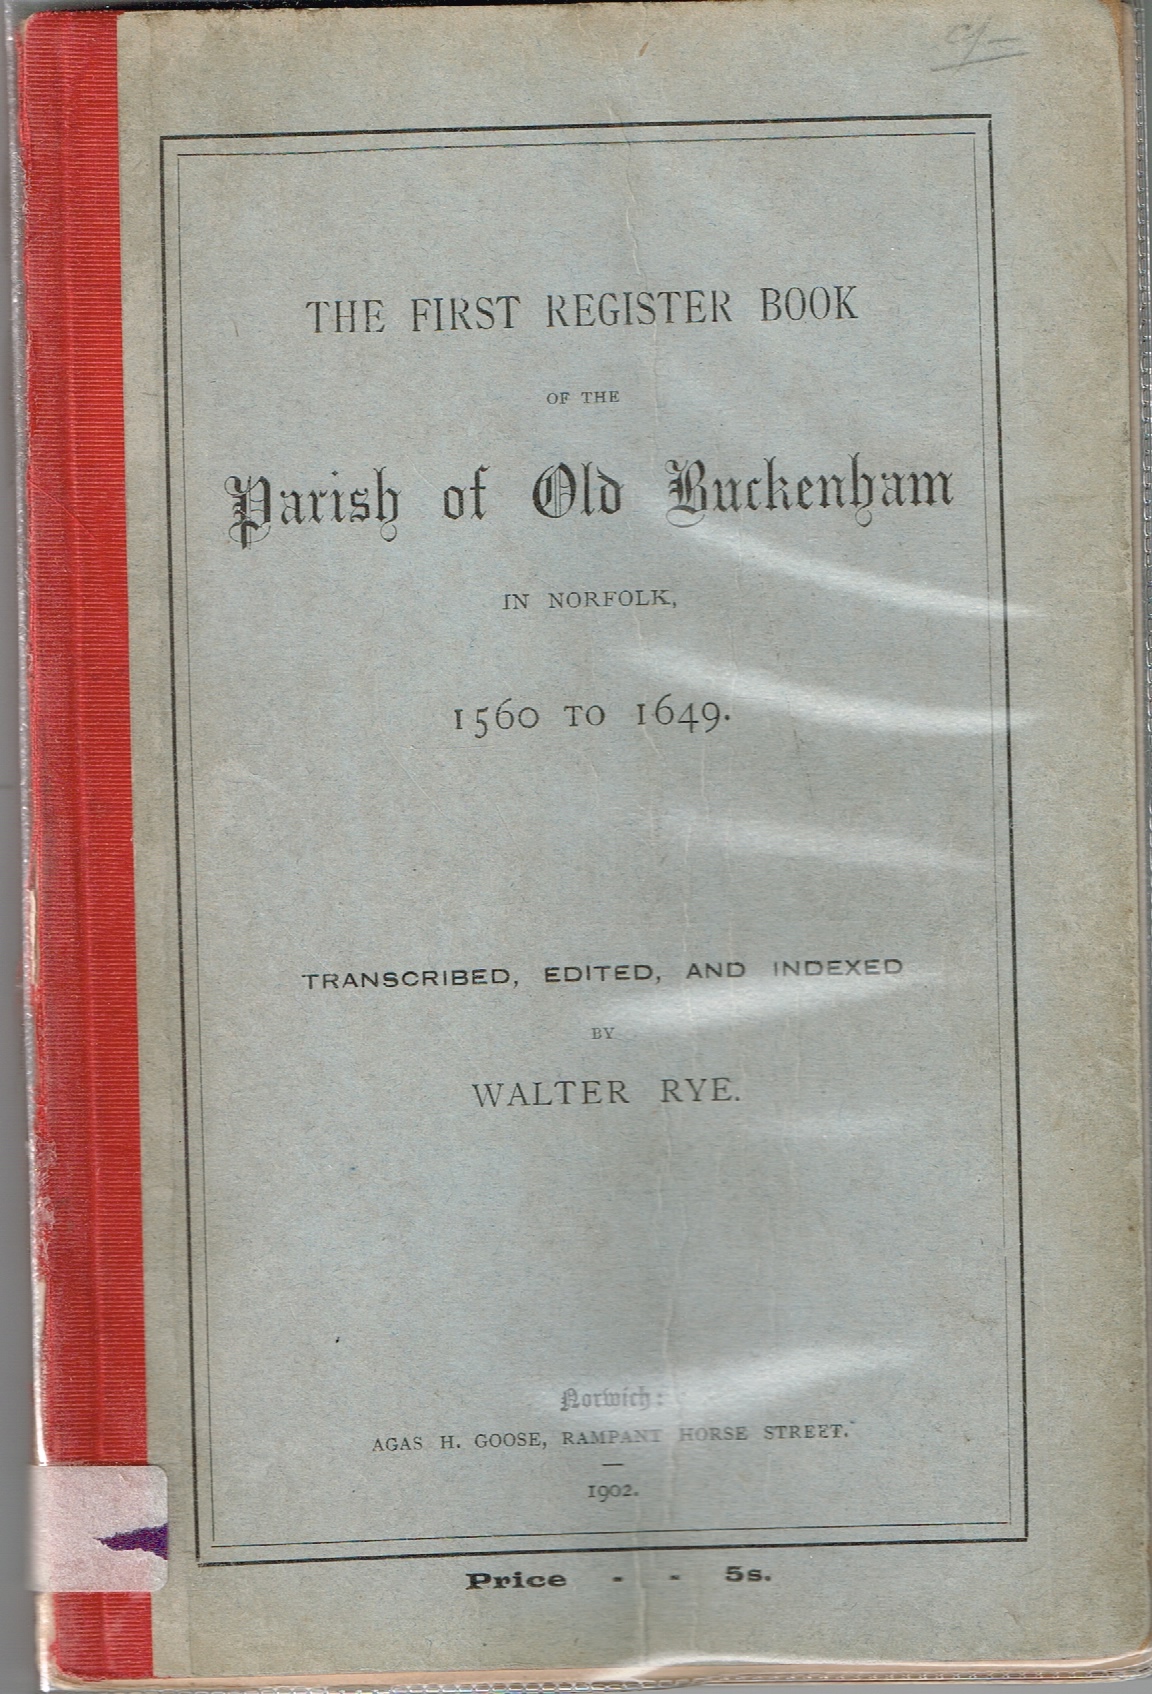 THE FIRST REGISTER BOOK
OF THE
Parish of Old Buckenham
IN NORFOLK,
1560 TO 1649.
TRANSCRIBED, EDITED, AND INDEXED
BY
WALTER RYE.
Norwich:
AGAS H. GOOSE, RAMPANT HORSE STREET.
1902.
Price - - 5s.